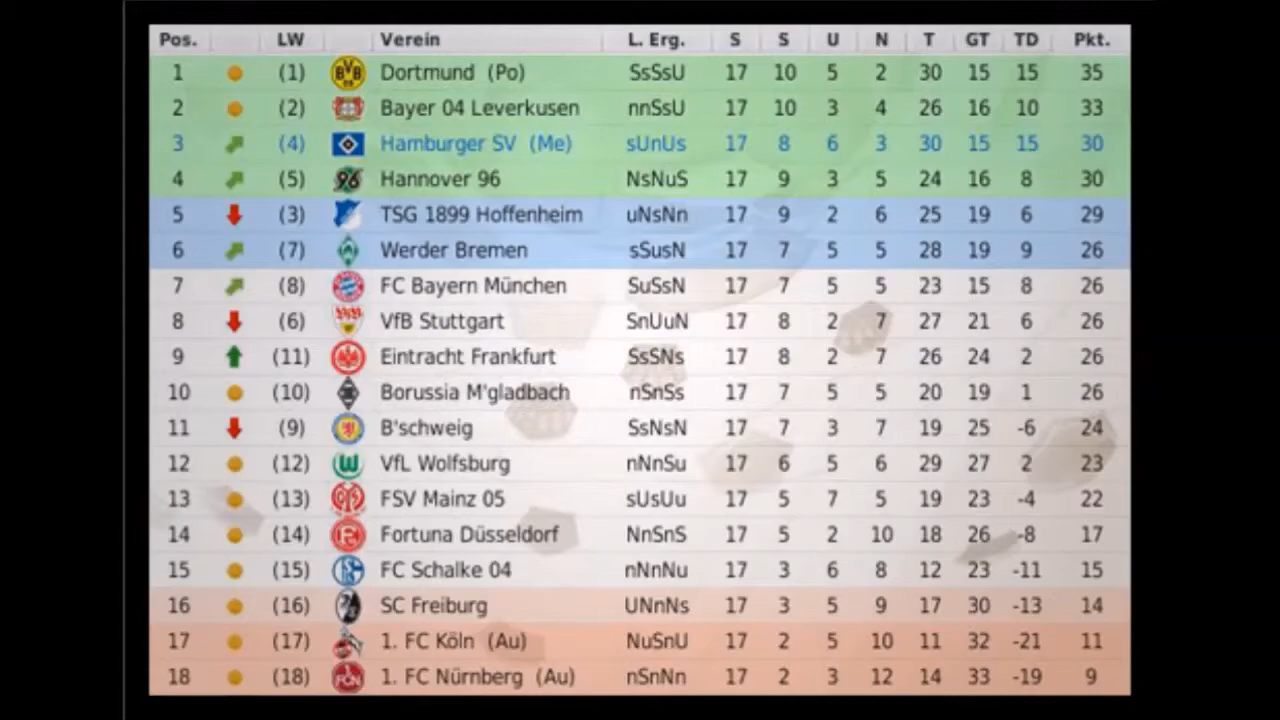 Pos. LW Verein L. Erg. S S U N T GT TD Pkt.
1 (1) Dortmund (Po) SsSsU 17 10 5 2 30 15 15 35
2 (2) Bayer 04 Leverkusen nnSsU 17 10 3 4 26 16 10 33
3 (4) Hamburger SV (Me) sUnUs 17 8 6 3 30 15 15 30
4 (5) Hannover 96 NsNuS 17 9 3 5 24 16 8 30
5 (3) TSG 1899 Hoffenheim uNsNn 17 9 2 6 25 19 6 29
6 (7) Werder Bremen sSusN 17 7 5 5 28 19 9 26
7 (8) FC Bayern München SuSsN 17 7 5 5 23 15 8 26
8 (6) VfB Stuttgart SnUuN 17 8 2 7 27 21 6 26
9 (11) Eintracht Frankfurt SsSNs 17 8 2 7 26 24 2 26
10 (10) Borussia M'gladbach nSnSs 17 7 5 5 20 19 1 26
11 (9) B'schweig SsNsN 17 7 3 7 19 25 -6 24
12 (12) VfL Wolfsburg nNnSu 17 6 5 6 29 27 2 23
13 (13) FSV Mainz 05 sUsUu 17 5 7 5 19 23 -4 22
14 (14) Fortuna Düsseldorf NnSnS 17 5 2 10 18 26 -8 17
15 (15) FC Schalke 04 nNnNu 17 3 6 8 12 23 -11 15
16 (16) SC Freiburg UNnNs 17 3 5 9 17 30 -13 14
17 (17) 1. FC Köln (Au) NuSnU 17 2 5 10 11 32 -21 11
18 (18) 1. FC Nürnberg (Au) nSnNn 17 2 3 12 14 33 -19 9